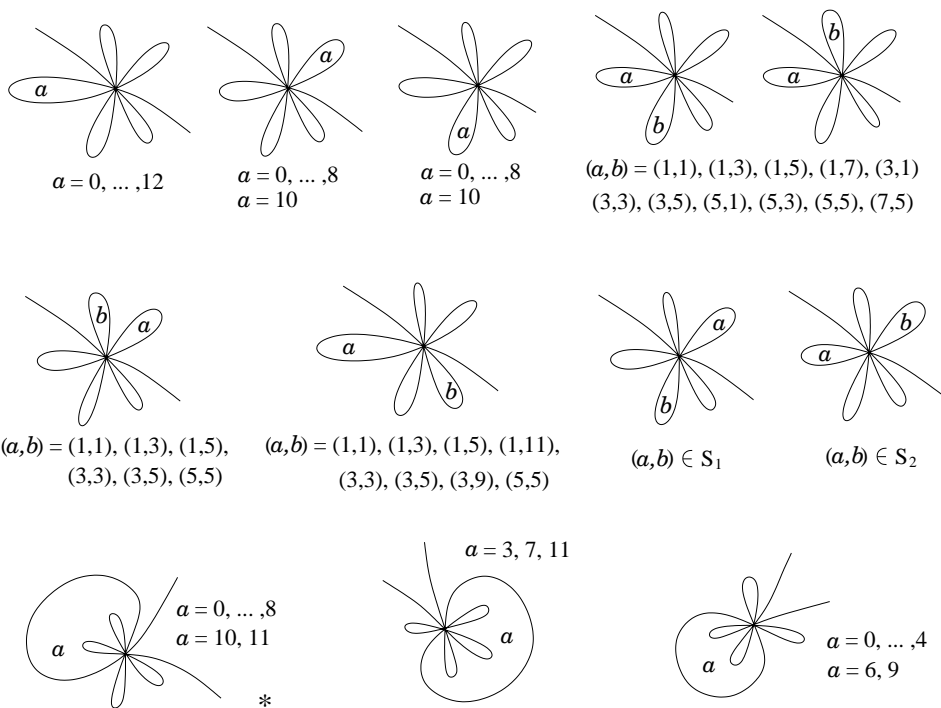 a
a
a
a
b
b
a
a = 0, ... ,12
a = 0, ... ,8
a = 10
a = 0, ... ,8
a = 10
(a,b) = (1,1), (1,3), (1,5), (1,7), (3,1)
(3,3), (3,5), (5,1), (5,3), (5,5), (7,5)
b
a
a
b
a
b
a
b
(a,b) = (1,1), (1,3), (1,5),
(3,3), (3,5), (5,5)
(a,b) = (1,1), (1,3), (1,5), (1,11),
(3,3), (3,5), (3,9), (5,5)
(a,b) ∈ S₁
(a,b) ∈ S₂
a
a = 0, ... ,8
a = 10, 11
*
a = 3, 7, 11
a
a
a = 0, ... ,4
a = 6, 9